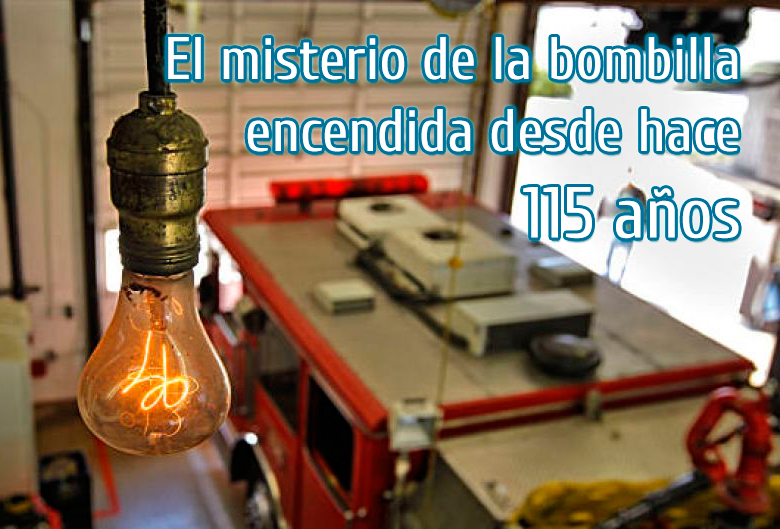 El misterio de la bombilla
encendida desde hace
115 años